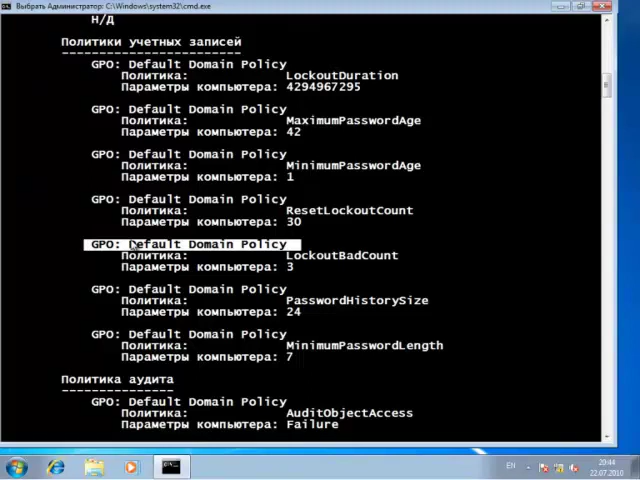 Выбрать Администратор: C:\Windows\system32\cmd.exe
Н/Д
Политики учетных записей
------------------------
GPO: Default Domain Policy
Политика: LockoutDuration
Параметры компьютера: 4294967295
GPO: Default Domain Policy
Политика: MaximumPasswordAge
Параметры компьютера: 42
GPO: Default Domain Policy
Политика: MinimumPasswordAge
Параметры компьютера: 1
GPO: Default Domain Policy
Политика: ResetLockoutCount
Параметры компьютера: 30
GPO: Default Domain Policy
Политика: LockoutBadCount
Параметры компьютера: 3
GPO: Default Domain Policy
Политика: PasswordHistorySize
Параметры компьютера: 24
GPO: Default Domain Policy
Политика: MinimumPasswordLength
Параметры компьютера: 7
Политика аудита
---------------
GPO: Default Domain Policy
Политика: AuditObjectAccess
Параметры компьютера: Failure
EN
20:44
22.07.2010